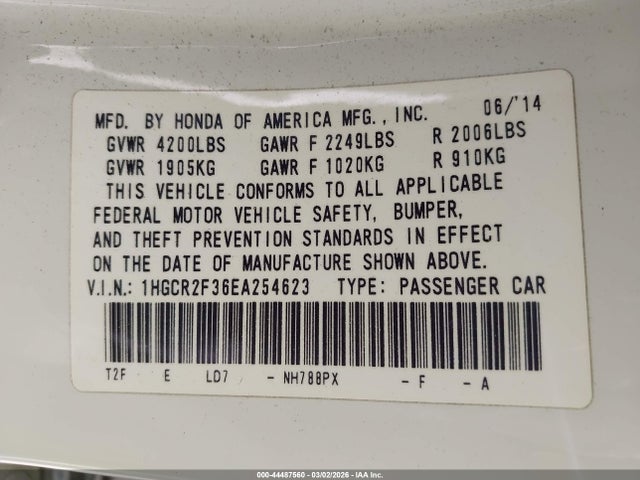 MFD. BY HONDA OF AMERICA MFG., INC. 06/'14
GVWR 4200LBS GAWR F 2249LBS R 2006LBS
GVWR 1905KG GAWR F 1020KG R 910KG
THIS VEHICLE CONFORMS TO ALL APPLICABLE
FEDERAL MOTOR VEHICLE SAFETY, BUMPER,
AND THEFT PREVENTION STANDARDS IN EFFECT
ON THE DATE OF MANUFACTURE SHOWN ABOVE.
V.I.N.: 1HGCR2F36EA254623 TYPE: PASSENGER CAR
T2F E LD7 - NH788PX - F - A
000-44487560 - 03/02/2026 - IAA Inc.